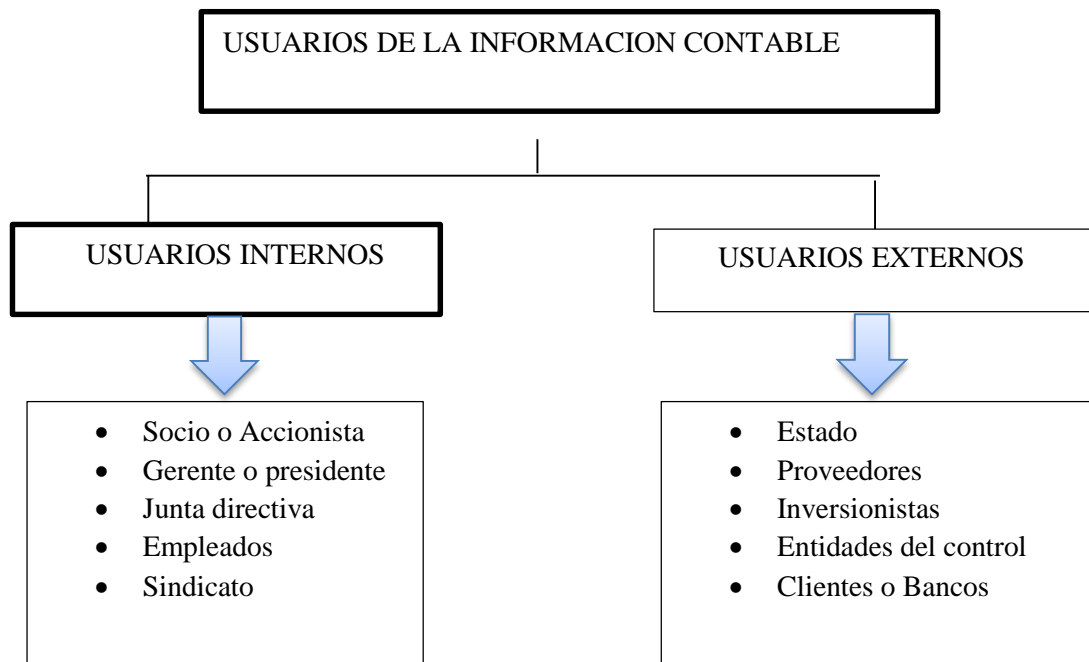 USUARIOS DE LA INFORMACION CONTABLE
USUARIOS INTERNOS
USUARIOS EXTERNOS
• Socio o Accionista
• Gerente o presidente
• Junta directiva
• Empleados
• Sindicato
• Estado
• Proveedores
• Inversionistas
• Entidades del control
• Clientes o Bancos